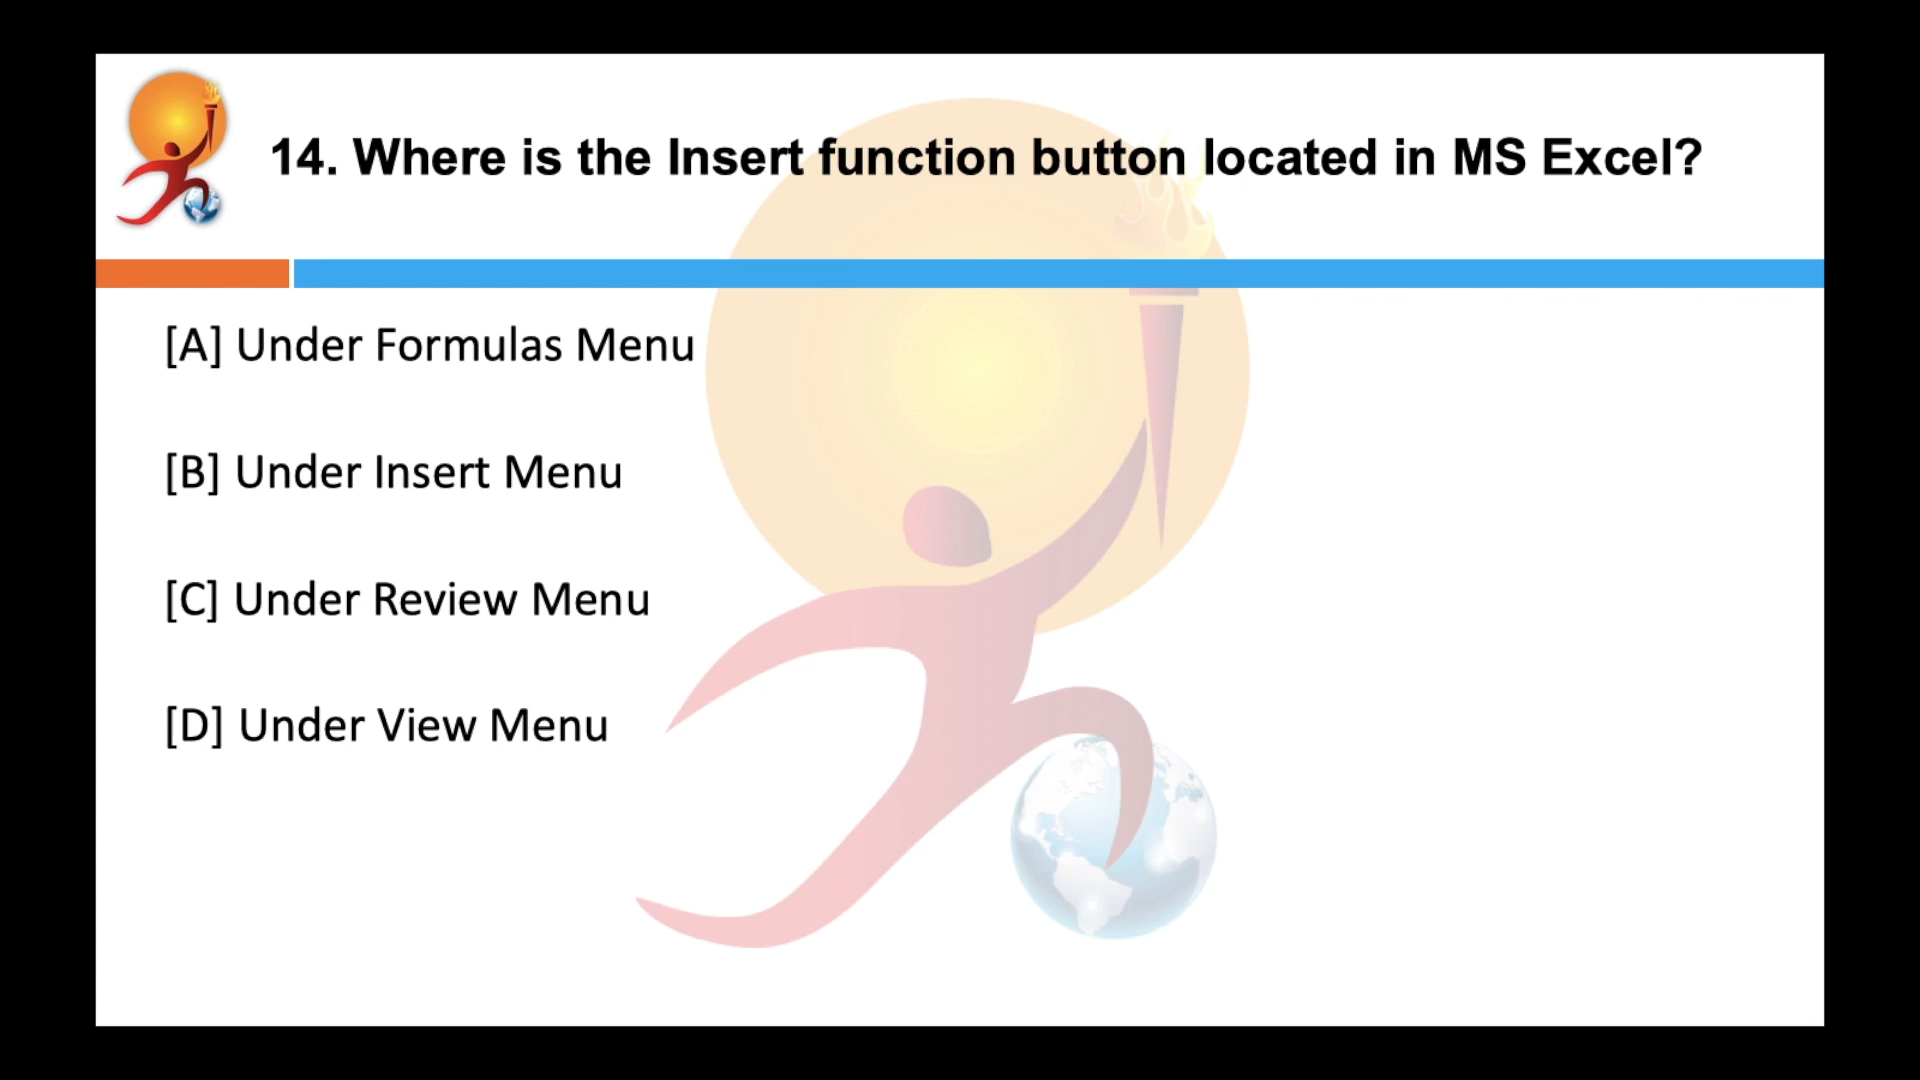 14. Where is the Insert function button located in MS Excel?
[A] Under Formulas Menu
[B] Under Insert Menu
[C] Under Review Menu
[D] Under View Menu